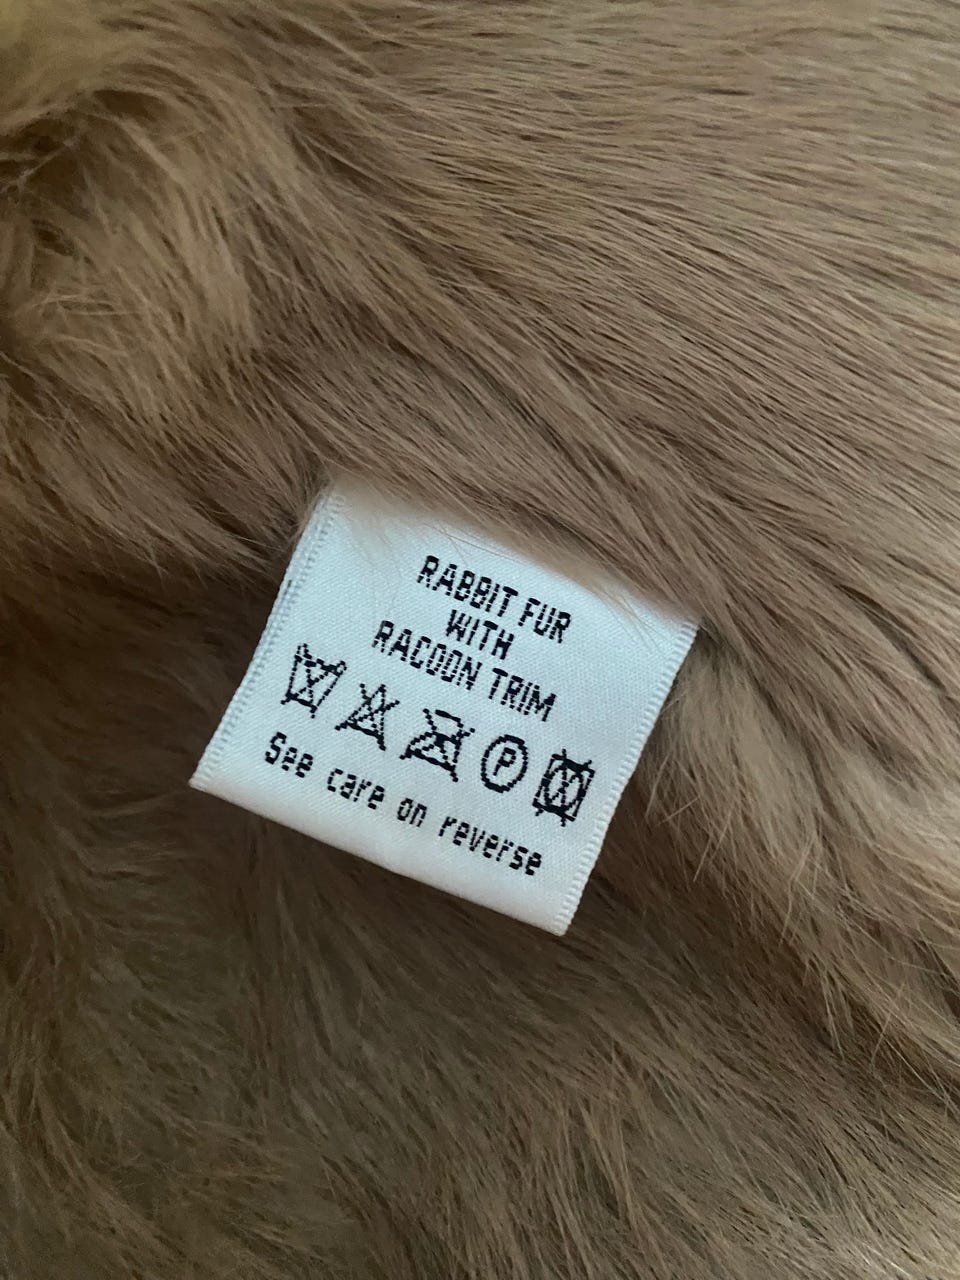 RABBIT FUR
WITH
RACOON TRIM
P
See care on reverse